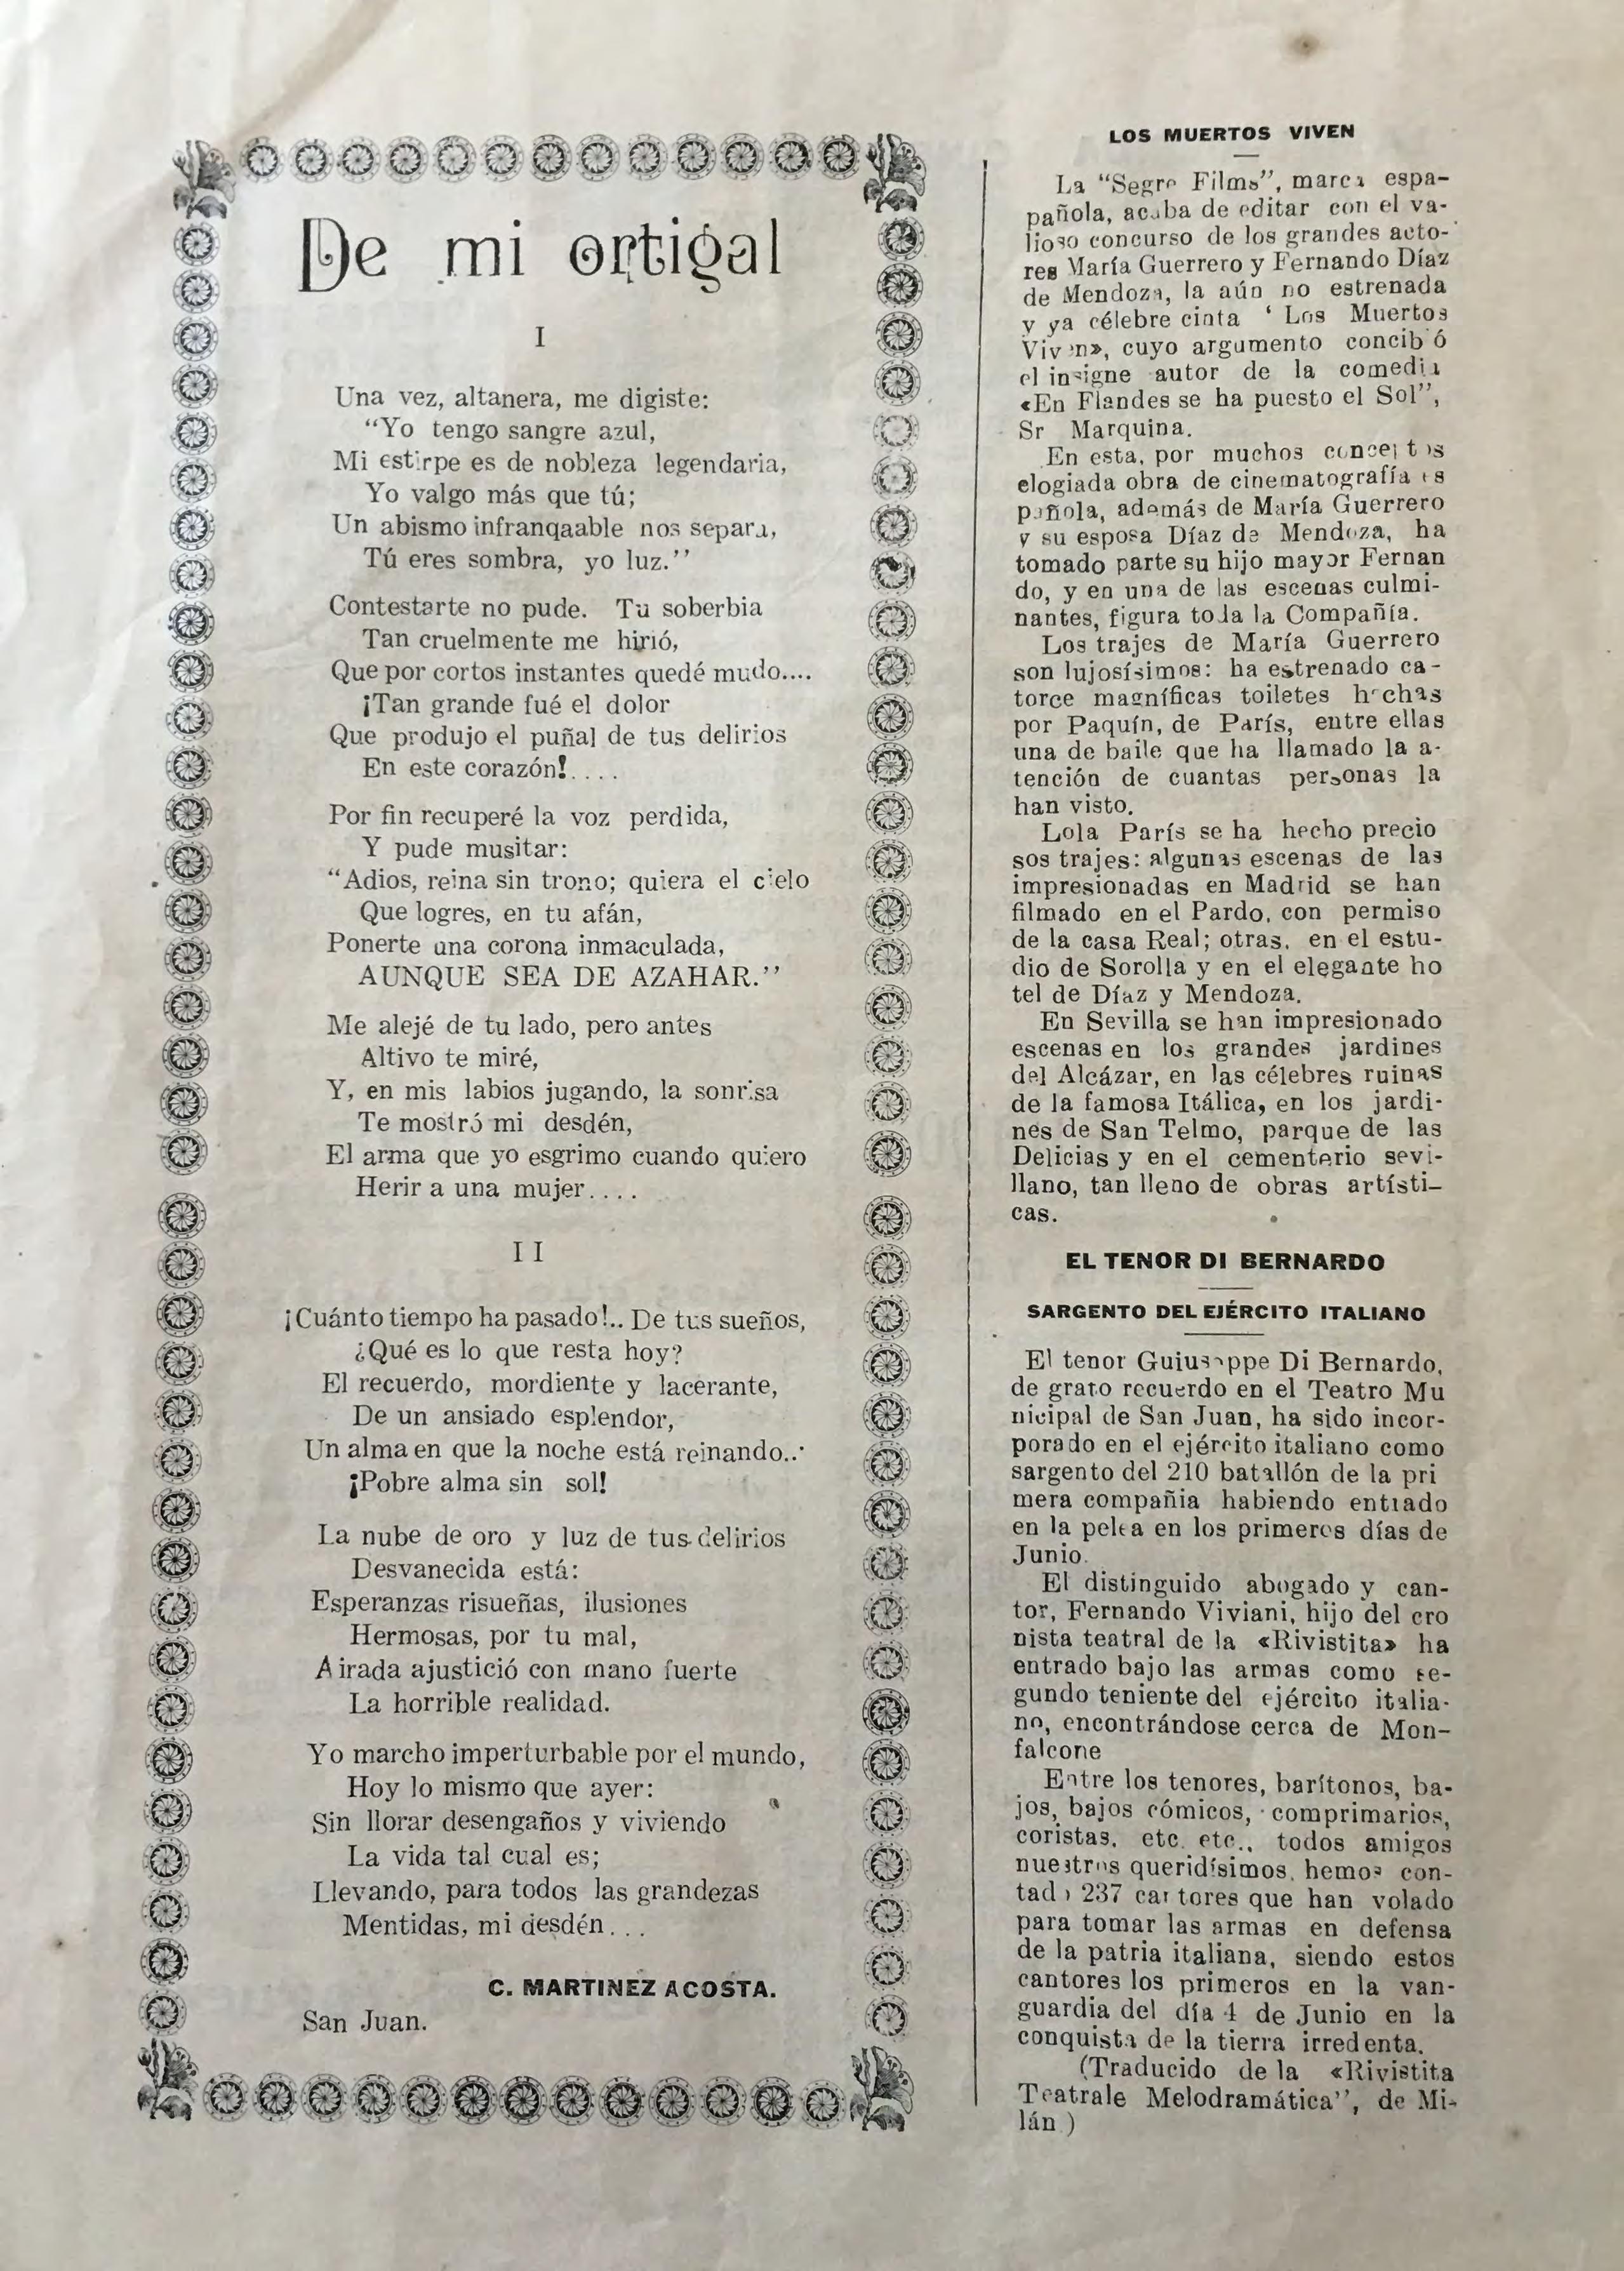 De mi ortigal
I
Una vez, altanera, me digiste:
“Yo tengo sangre azul,
Mi estirpe es de nobleza legendaria,
Yo valgo más que tú;
Un abismo infranqaable nos separa,
Tú eres sombra, yo luz.”
Contestarte no pude. Tu soberbia
Tan cruelmente me hirió,
Que por cortos instantes quedé mudo....
¡Tan grande fué el dolor
Que produjo el puñal de tus delirios
En este corazón!....
Por fin recuperé la voz perdida,
Y pude musitar:
“Adios, reina sin trono; quiera el cielo
Que logres, en tu afán,
Ponerte una corona inmaculada,
AUNQUE SEA DE AZAHAR.”
Me alejé de tu lado, pero antes
Altivo te miré,
Y, en mis labios jugando, la sonrisa
Te mostró mi desdén,
El arma que yo esgrimo cuando quiero
Herir a una mujer....
II
¡Cuánto tiempo ha pasado!.. De tus sueños,
¿Qué es lo que resta hoy?
El recuerdo, mordiente y lacerante,
De un ansiado esplendor,
Un alma en que la noche está reinando...
¡Pobre alma sin sol!
La nube de oro y luz de tus delirios
Desvanecida está:
Esperanzas risueñas, ilusiones
Hermosas, por tu mal,
Airada ajustició con mano fuerte
La horrible realidad.
Yo marcho imperturbable por el mundo,
Hoy lo mismo que ayer:
Sin llorar desengaños y viviendo
La vida tal cual es;
Llevando, para todos las grandezas
Mentidas, mi desdén...
C. MARTINEZ ACOSTA.
San Juan.
LOS MUERTOS VIVEN
La “Segre Films”, marca espa-
pañola, acaba de editar con el va-
lioso concurso de los grandes acto-
res María Guerrero y Fernando Díaz
de Mendoza, la aún no estrenada
y ya célebre cinta ‘ Los Muertos
Viven», cuyo argumento concibió
el insigne autor de la comedia
«En Flandes se ha puesto el Sol”,
Sr Marquina.
En esta, por muchos conceptos
elogiada obra de cinematografía es
pañola, además de María Guerrero
y su esposa Díaz de Mendoza, ha
tomado parte su hijo mayor Fernan
do, y en una de las escenas culmi-
nantes, figura toda la Compañía.
Los trajes de María Guerrero
son lujosísimos: ha estrenado ca-
torce magníficas toiletes hechas
por Paquín, de París, entre ellas
una de baile que ha llamado la a-
tención de cuantas personas la
han visto.
Lola París se ha hecho precio
sos trajes: algunas escenas de las
impresionadas en Madrid se han
filmado en el Pardo, con permiso
de la casa Real; otras, en el estu-
dio de Sorolla y en el elegante ho
tel de Díaz y Mendoza.
En Sevilla se han impresionado
escenas en los grandes jardines
del Alcázar, en las célebres ruinas
de la famosa Itálica, en los jardi-
nes de San Telmo, parque de las
Delicias y en el cementerio sevi-
llano, tan lleno de obras artísti-
cas.
EL TENOR DI BERNARDO
SARGENTO DEL EJÉRCITO ITALIANO
El tenor Guiuseppe Di Bernardo,
de grato recuerdo en el Teatro Mu
nicipal de San Juan, ha sido incor-
porado en el ejército italiano como
sargento del 210 batallón de la pri
mera compañia habiendo entrado
en la pelea en los primeros días de
Junio.
El distinguido abogado y can-
tor, Fernando Viviani, hijo del cro
nista teatral de la «Rivistita» ha
entrado bajo las armas como se-
gundo teniente del ejército italia-
no, encontrándose cerca de Mon-
falcone
Entre los tenores, barítonos, ba-
jos, bajos cómicos, comprimarios,
coristas, etc. etc., todos amigos
nuestros queridísimos, hemos con-
tado 237 cantores que han volado
para tomar las armas en defensa
de la patria italiana, siendo estos
cantores los primeros en la van-
guardia del día 4 de Junio en la
conquista de la tierra irredenta.
(Traducido de la «Rivistita
Teatrale Melodramática”, de Mi-
lán )